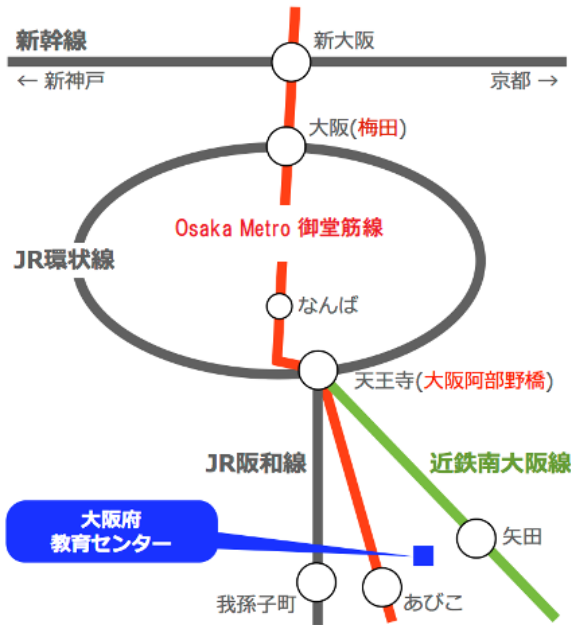 新幹線
新大阪
← 新神戸
京都 →
大阪(梅田)
Osaka Metro 御堂筋線
JR環状線
なんば
天王寺(大阪阿部野橋)
JR阪和線
近鉄南大阪線
大阪府
教育センター
矢田
我孫子町
あびこ